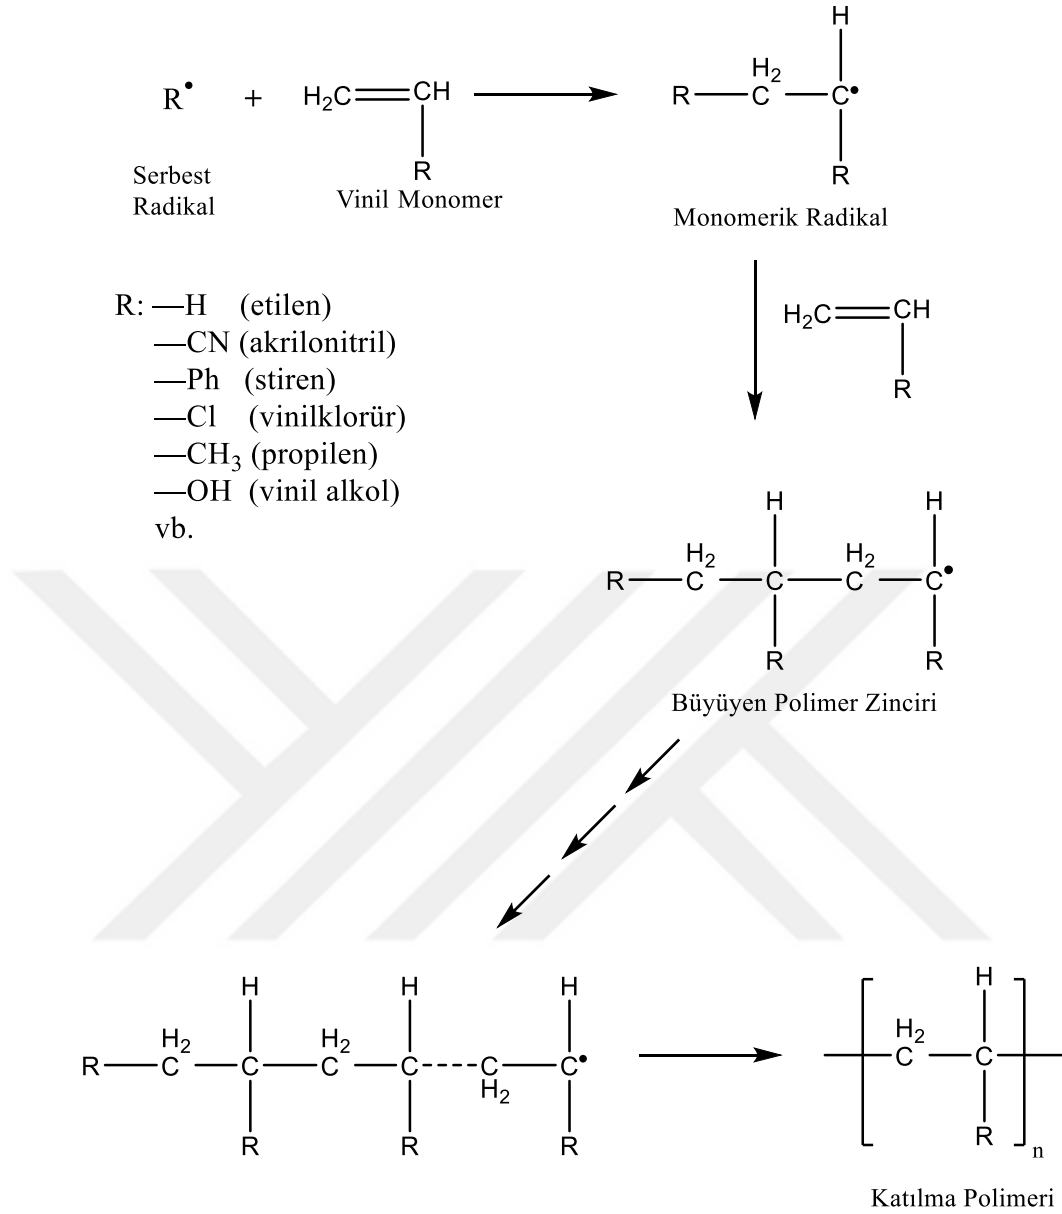 H
R• + H₂C CH R H₂ C C•
R
R
Serbest
Radikal
Vinil Monomer
Monomerik Radikal
R: —H (etilen)
—CN (akrilonitril)
—Ph (stiren)
—Cl (vinilklorür)
—CH₃ (propilen)
—OH (vinil alkol)
vb.
H₂C CH
R
H H
R H₂ C C H₂ C C•
R R
Büyüyen Polimer Zinciri
H H H
R H₂ C C H₂ C C C H₂ C•
R R R
H
H₂ C C
R
n
Katılma Polimeri